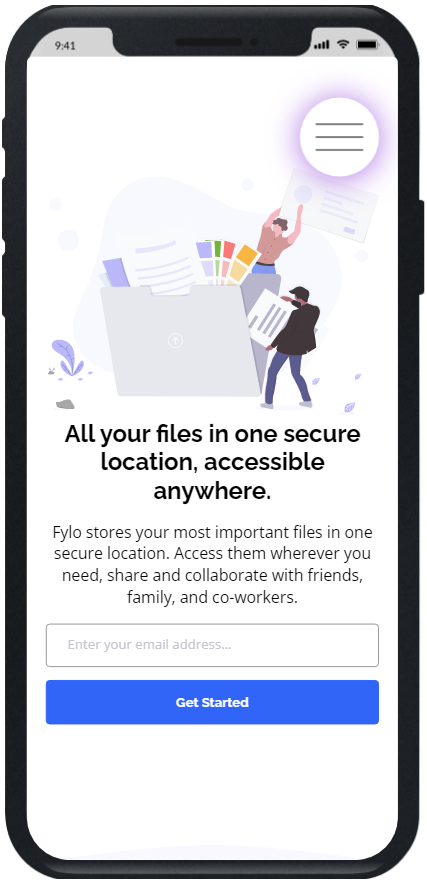 9:41
All your files in one secure
location, accessible
anywhere.
Fylo stores your most important files in one
secure location. Access them wherever you
need, share and collaborate with friends,
family, and co-workers.
Enter your email address...
Get Started